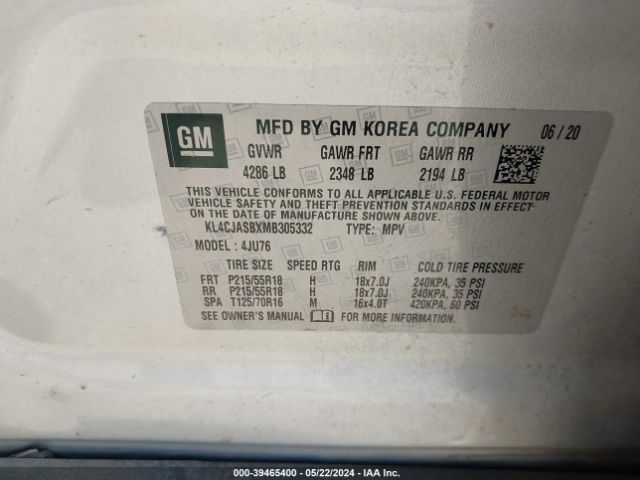 GM
MFD BY GM KOREA COMPANY 06/20
GVWR GAWR FRT GAWR RR
4286 LB 2348 LB 2194 LB
THIS VEHICLE CONFORMS TO ALL APPLICABLE U.S. FEDERAL MOTOR
VEHICLE SAFETY AND THEFT PREVENTION STANDARDS IN EFFECT
ON THE DATE OF MANUFACTURE SHOWN ABOVE.
KL4CJASBXMB305332 TYPE: MPV
MODEL: 4JU76
TIRE SIZE SPEED RTG RIM COLD TIRE PRESSURE
FRT P215/55R18 H 18x7.0J 240KPA, 35 PSI
RR P215/55R18 H 18x7.0J 240KPA, 35 PSI
SPA T125/70R16 M 16x4.0T 420KPA, 60 PSI
SEE OWNER'S MANUAL FOR MORE INFORMATION.
000-39465400 - 05/22/2024 - IAA Inc.